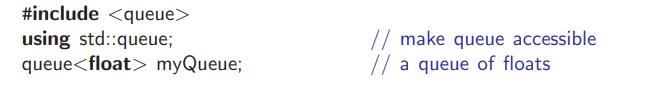 #include <queue>
using std::queue; // make queue accessible
queue<float> myQueue; // a queue of floats